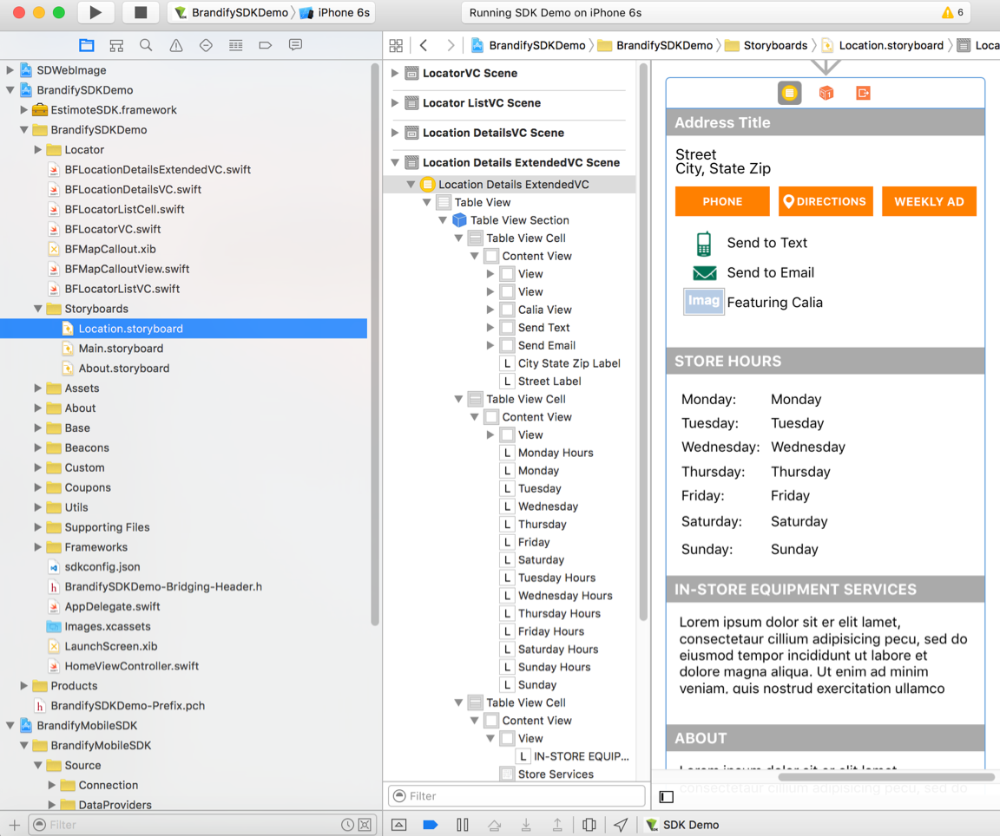 BrandifySDKDemo
iPhone 6s
Running SDK Demo on iPhone 6s
6
BrandifySDKDemo
BrandifySDKDemo
Storyboards
Location.storyboard
Loca
SDWebImage
BrandifySDKDemo
EstimoteSDK.framework
BrandifySDKDemo
Locator
BFLocationDetailsExtendedVC.swift
BFLocationDetailsVC.swift
BFLocatorListCell.swift
BFLocatorVC.swift
BFMapCallout.xib
BFMapCalloutView.swift
BFLocatorListVC.swift
Storyboards
Location.storyboard
Main.storyboard
About.storyboard
Assets
About
Base
Beacons
Custom
Coupons
Utils
Supporting Files
Frameworks
sdkconfig.json
h BrandifySDKDemo-Bridging-Header.h
AppDelegate.swift
Images.xcassets
LaunchScreen.xib
HomeViewController.swift
Products
h BrandifySDKDemo-Prefix.pch
BrandifyMobileSDK
BrandifyMobileSDK
Source
Connection
DataProviders
Filter
LocatorVC Scene
Locator ListVC Scene
Location DetailsVC Scene
Location Details ExtendedVC Scene
Location Details ExtendedVC
Table View
Table View Section
Table View Cell
Content View
View
View
Calia View
Send Text
Send Email
L City State Zip Label
L Street Label
Table View Cell
Content View
View
L Monday Hours
L Monday
L Tuesday
L Wednesday
L Thursday
L Friday
L Saturday
L Tuesday Hours
L Wednesday Hours
L Thursday Hours
L Friday Hours
L Saturday Hours
L Sunday Hours
L Sunday
Table View Cell
Content View
View
L IN-STORE EQUIP...
Store Services
Filter
Address Title
Street
City, State Zip
PHONE
DIRECTIONS
WEEKLY AD
Send to Text
Send to Email
Imag
Featuring Calia
STORE HOURS
Monday: Monday
Tuesday: Tuesday
Wednesday: Wednesday
Thursday: Thursday
Friday: Friday
Saturday: Saturday
Sunday: Sunday
IN-STORE EQUIPMENT SERVICES
Lorem ipsum dolor sit er elit lamet,
consectetur cillium adipisicing pecu, sed do
eiusmod tempor incididunt ut labore et
dolore magna aliqua. Ut enim ad minim
veniam, quis nostrud exercitation ullamco
ABOUT
Lorem ipsum dolor sit er elit lamet,
consectetaur cillium adipisicing pecu, sed do
SDK Demo